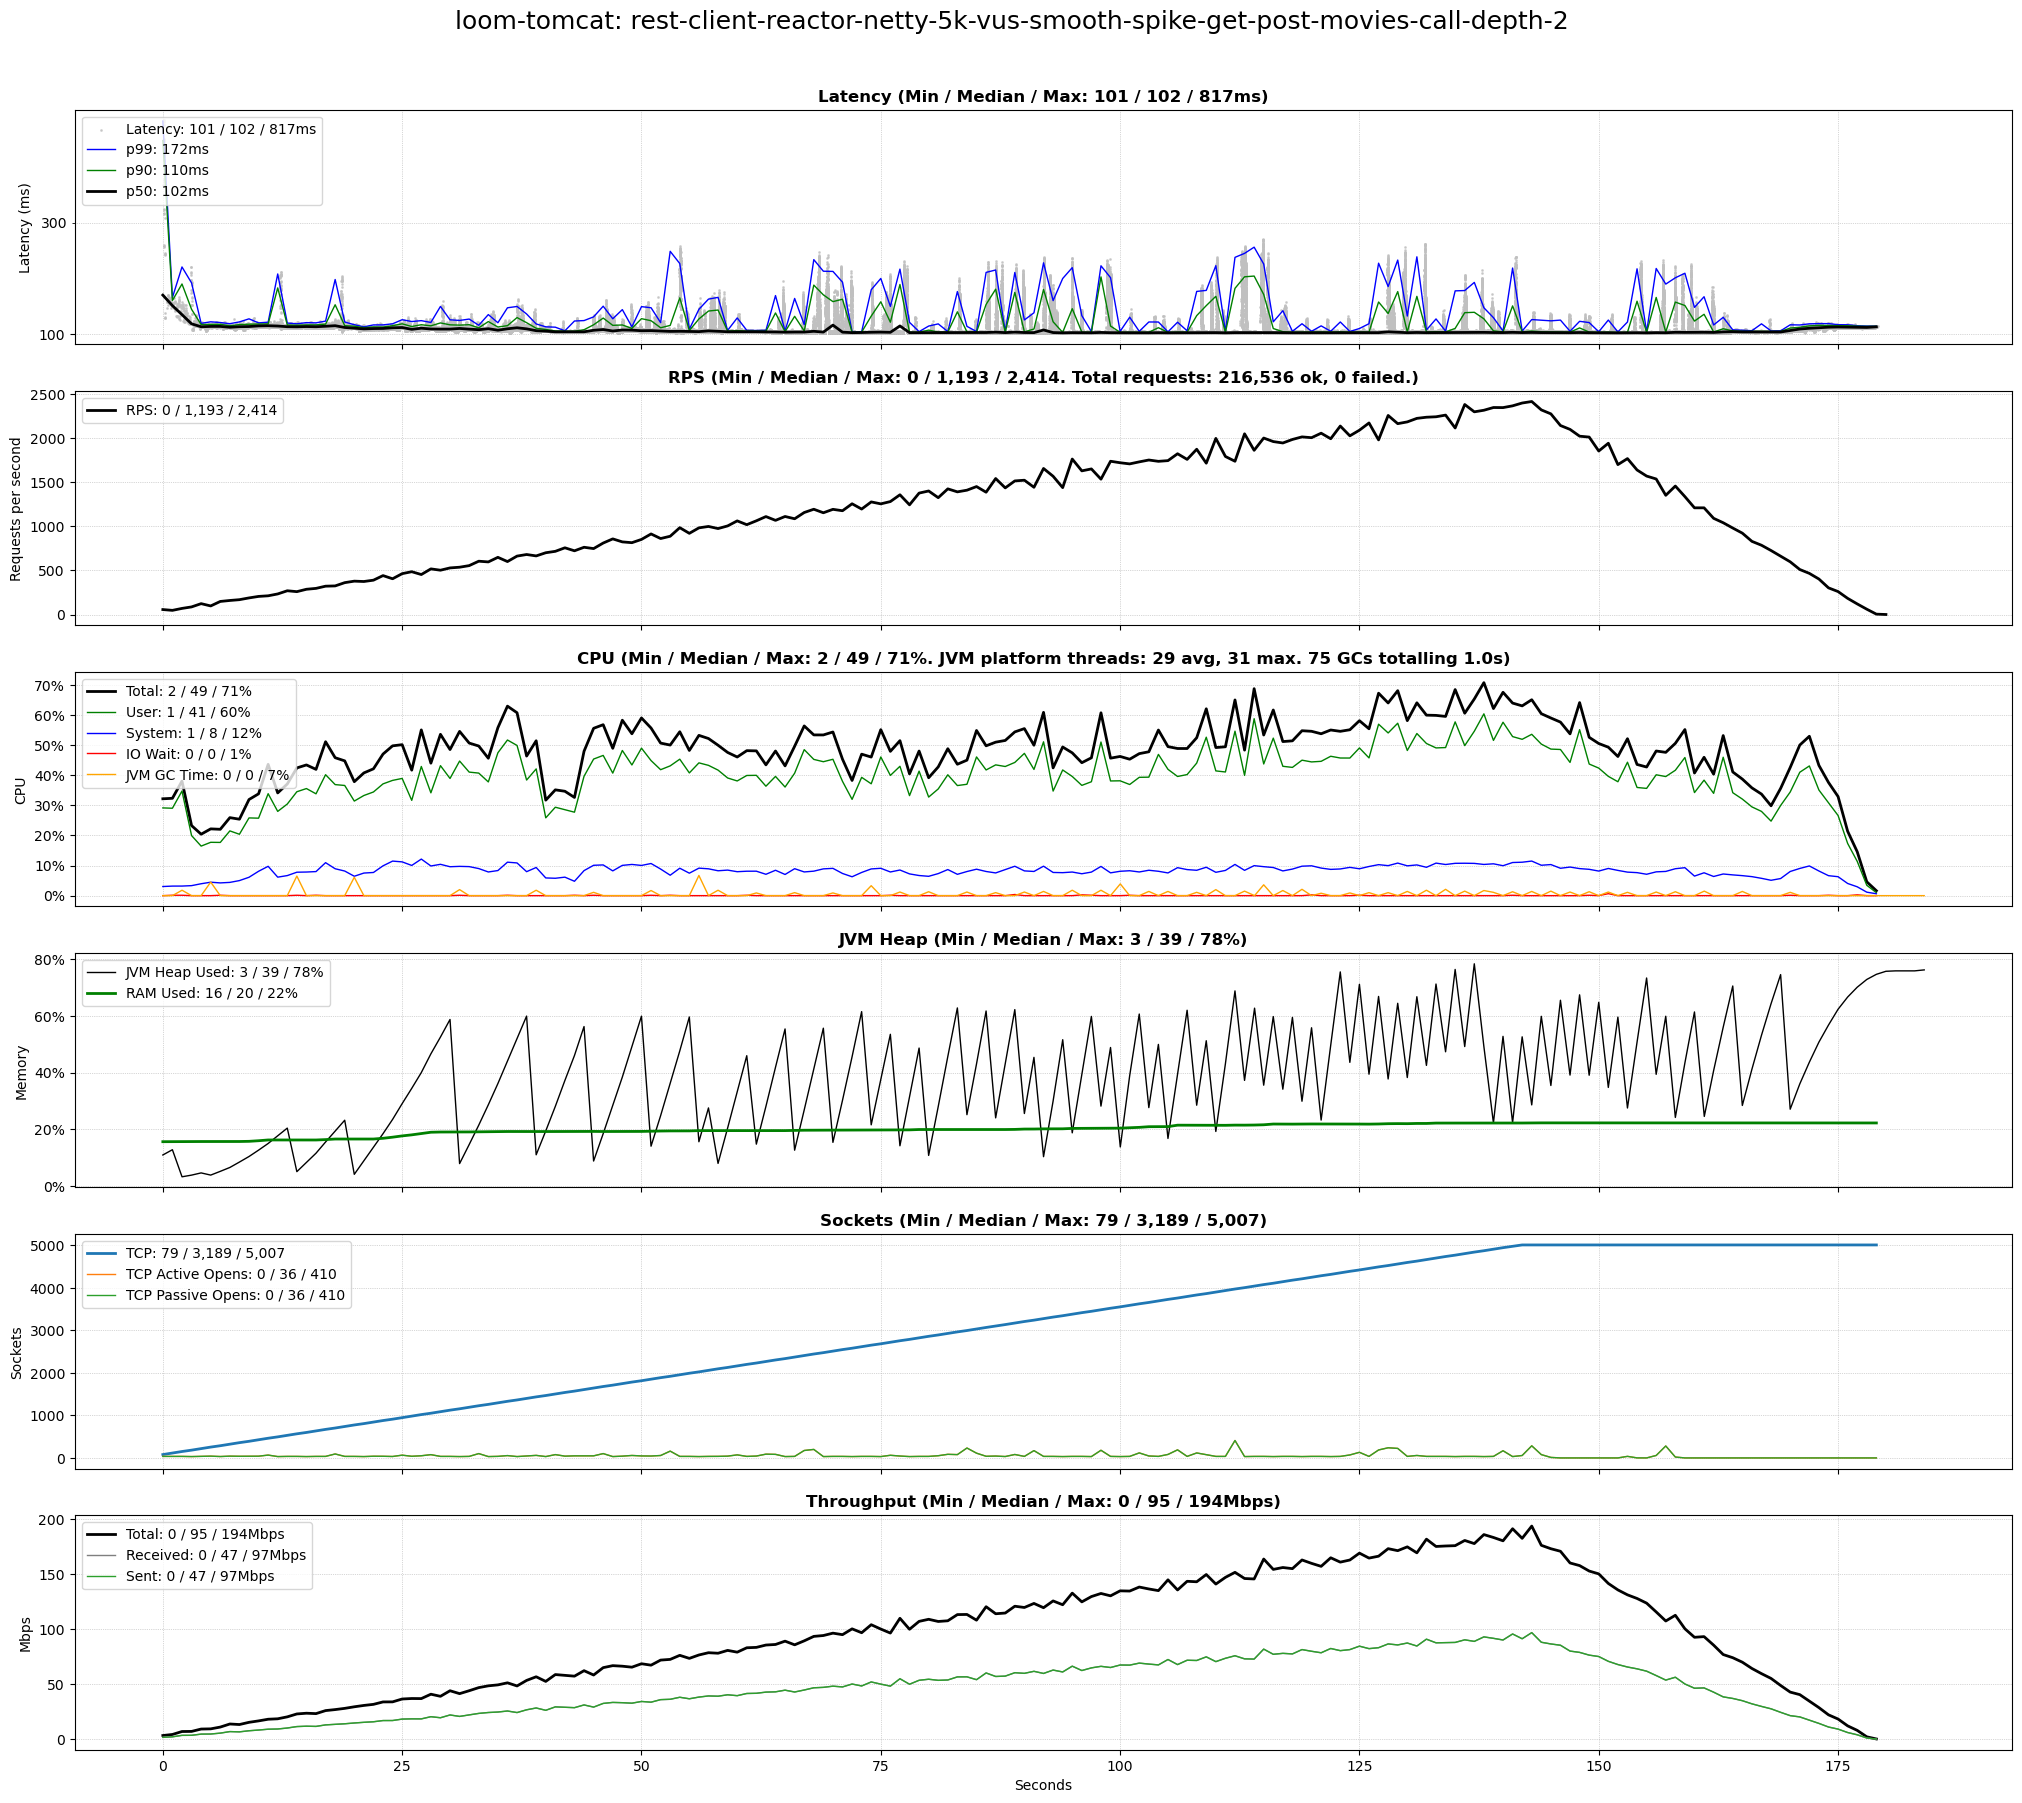 loom-tomcat: rest-client-reactor-netty-5k-vus-smooth-spike-get-post-movies-call-depth-2
Latency (Min / Median / Max: 101 / 102 / 817ms)
Latency: 101 / 102 / 817ms
p99: 172ms
p90: 110ms
p50: 102ms
Latency (ms)
300
100
RPS (Min / Median / Max: 0 / 1,193 / 2,414. Total requests: 216,536 ok, 0 failed.)
RPS: 0 / 1,193 / 2,414
Requests per second
2500
2000
1500
1000
500
0
CPU (Min / Median / Max: 2 / 49 / 71%. JVM platform threads: 29 avg, 31 max. 75 GCs totalling 1.0s)
Total: 2 / 49 / 71%
User: 1 / 41 / 60%
System: 1 / 8 / 12%
IO Wait: 0 / 0 / 1%
JVM GC Time: 0 / 0 / 7%
CPU
70%
60%
50%
40%
30%
20%
10%
0%
JVM Heap (Min / Median / Max: 3 / 39 / 78%)
JVM Heap Used: 3 / 39 / 78%
RAM Used: 16 / 20 / 22%
Memory
80%
60%
40%
20%
0%
Sockets (Min / Median / Max: 79 / 3,189 / 5,007)
TCP: 79 / 3,189 / 5,007
TCP Active Opens: 0 / 36 / 410
TCP Passive Opens: 0 / 36 / 410
Sockets
5000
4000
3000
2000
1000
0
Throughput (Min / Median / Max: 0 / 95 / 194Mbps)
Total: 0 / 95 / 194Mbps
Received: 0 / 47 / 97Mbps
Sent: 0 / 47 / 97Mbps
Mbps
200
150
100
50
0
0 25 50 75 100 125 150 175
Seconds